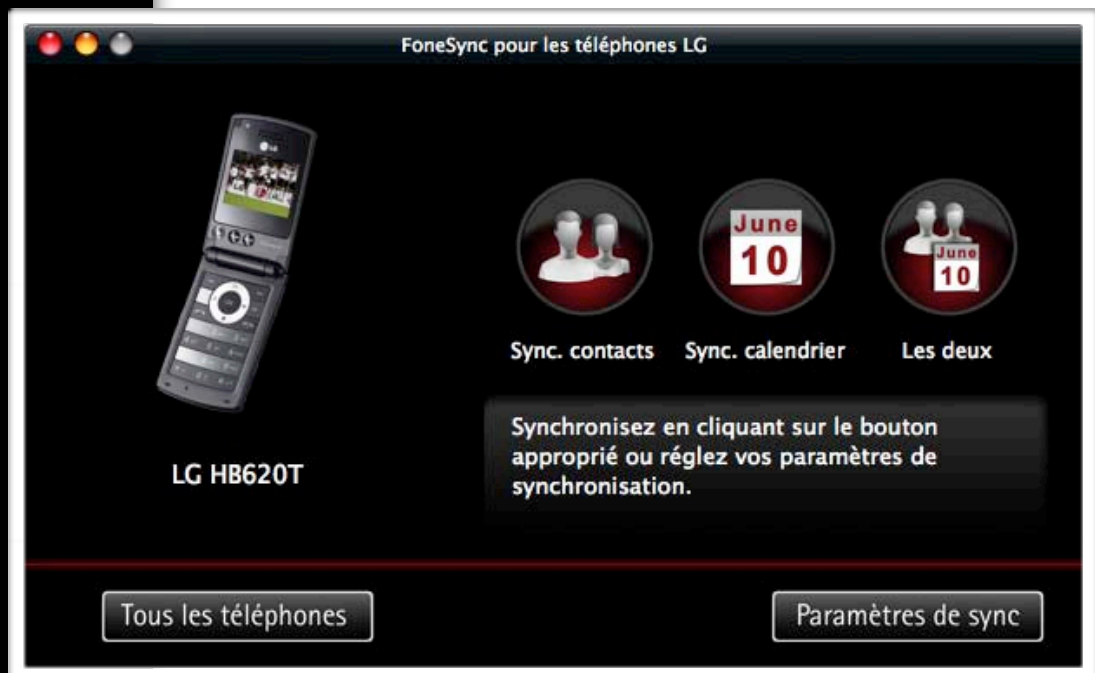 FoneSync pour les téléphones LG
LG
June
10
June
10
Sync. contacts
Sync. calendrier
Les deux
Synchronisez en cliquant sur le bouton
approprié ou réglez vos paramètres de
synchronisation.
LG HB620T
Tous les téléphones
Paramètres de sync